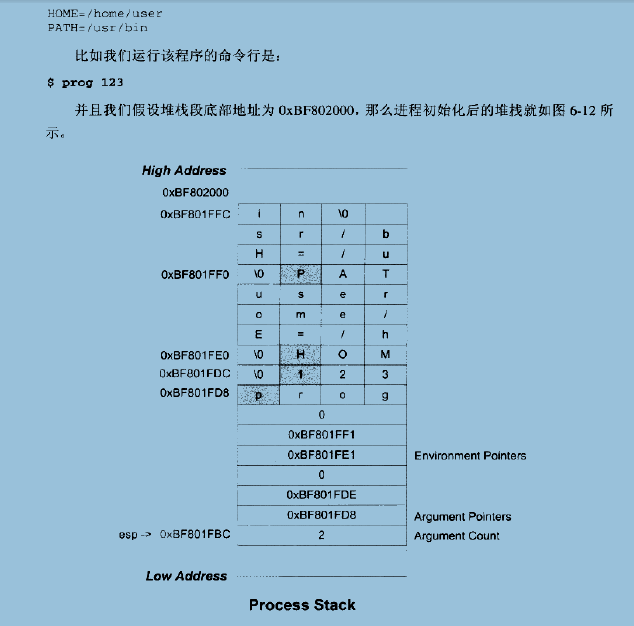 HOME=/home/user
PATH=/usr/bin
比如我们运行该程序的命令行是:
$ prog 123
并且我们假设堆栈段底部地址为 0xBF802000，那么进程初始化后的堆栈就如图 6-12 所
示。
High Address
0xBF802000
0xBF801FFC i n \0
s r / b
H = / u
0xBF801FF0 \0 P A T
u s e r
o m e /
E = / h
0xBF801FE0 \0 H O M
0xBF801FDC \0 1 2 3
0xBF801FD8 p r o g
0
0xBF801FF1
0xBF801FE1 Environment Pointers
0
0xBF801FDE
0xBF801FD8 Argument Pointers
esp -> 0xBF801FBC 2 Argument Count
Low Address
Process Stack